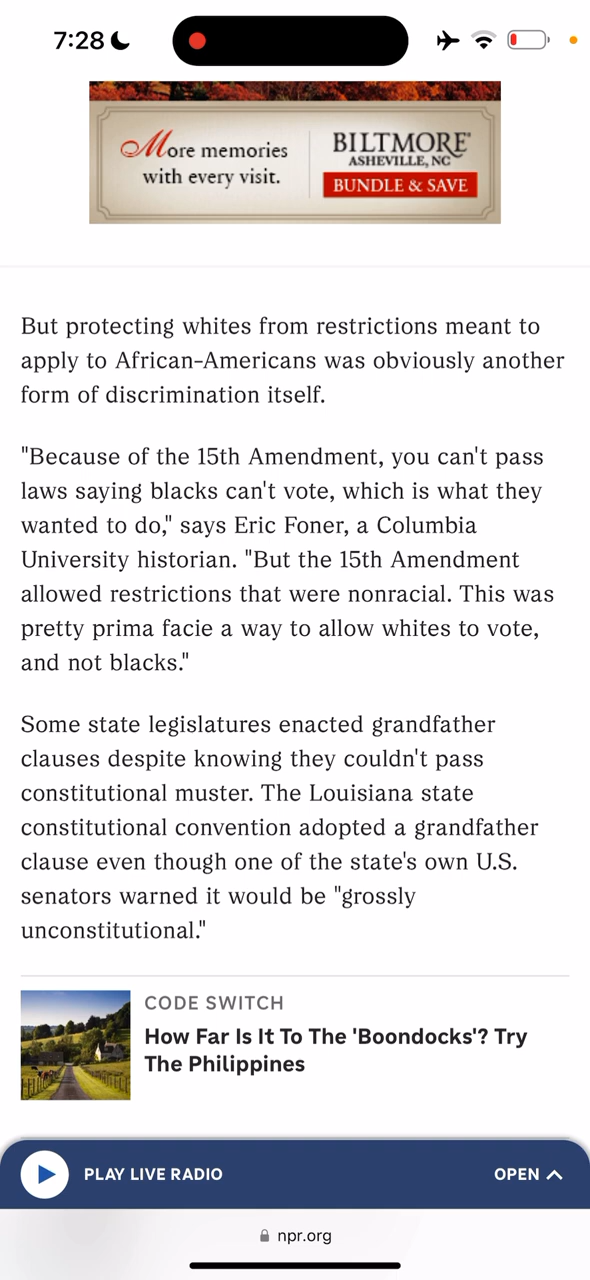 7:28
More memories
with every visit.
BILTMORE
ASHEVILLE, NC
BUNDLE & SAVE
But protecting whites from restrictions meant to
apply to African-Americans was obviously another
form of discrimination itself.
"Because of the 15th Amendment, you can't pass
laws saying blacks can't vote, which is what they
wanted to do," says Eric Foner, a Columbia
University historian. "But the 15th Amendment
allowed restrictions that were nonracial. This was
pretty prima facie a way to allow whites to vote,
and not blacks."
Some state legislatures enacted grandfather
clauses despite knowing they couldn't pass
constitutional muster. The Louisiana state
constitutional convention adopted a grandfather
clause even though one of the state's own U.S.
senators warned it would be "grossly
unconstitutional."
CODE SWITCH
How Far Is It To The 'Boondocks'? Try
The Philippines
PLAY LIVE RADIO
OPEN
npr.org